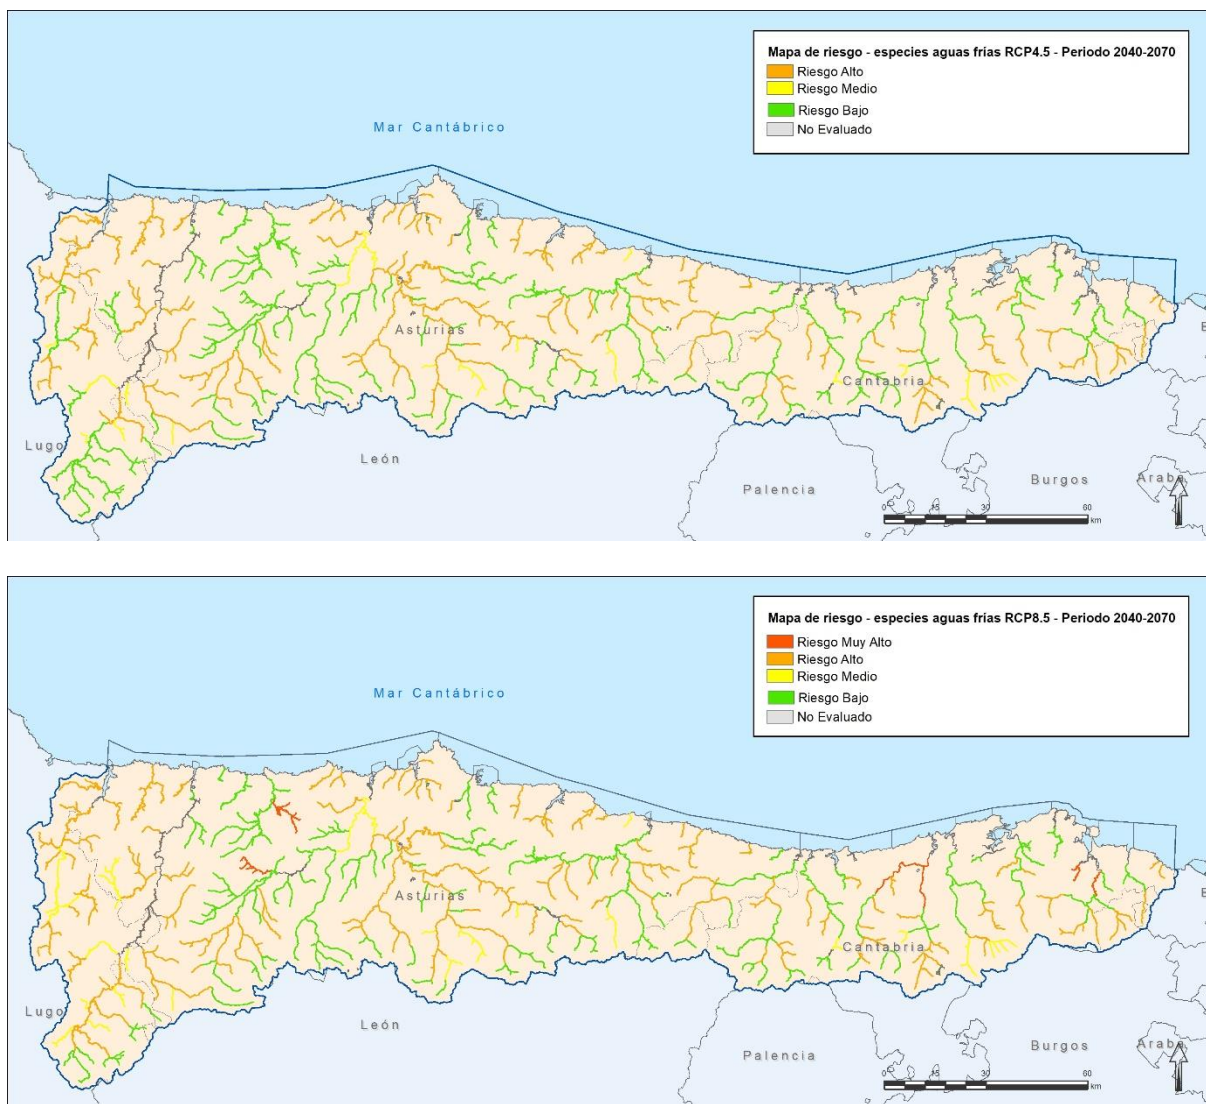 Mapa de riesgo - especies aguas frías RCP4.5 - Periodo 2040-2070
Riesgo Alto
Riesgo Medio
Riesgo Bajo
No Evaluado
Mar Cantábrico
Asturias
Cantabria
Lugo
León
Palencia
Burgos
Araba
0 15 30 60
km
Mapa de riesgo - especies aguas frías RCP8.5 - Periodo 2040-2070
Riesgo Muy Alto
Riesgo Alto
Riesgo Medio
Riesgo Bajo
No Evaluado
Mar Cantábrico
Asturias
Cantabria
Lugo
León
Palencia
Burgos
Araba
0 15 30 60
km